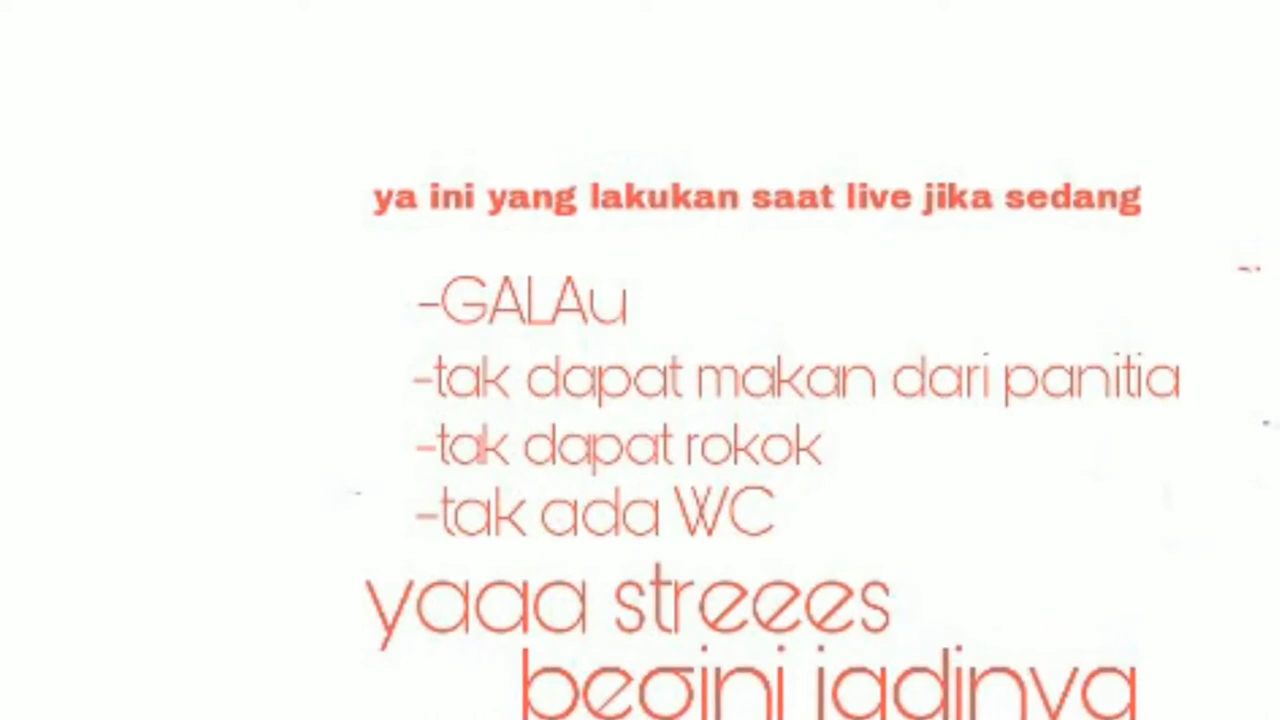 ya ini yang lakukan saat live jika sedang
-GALAu
-tak dapat makan dari panitia
-tak dapat rokok
-tak ada WC
yaaa streees
begini jadinya